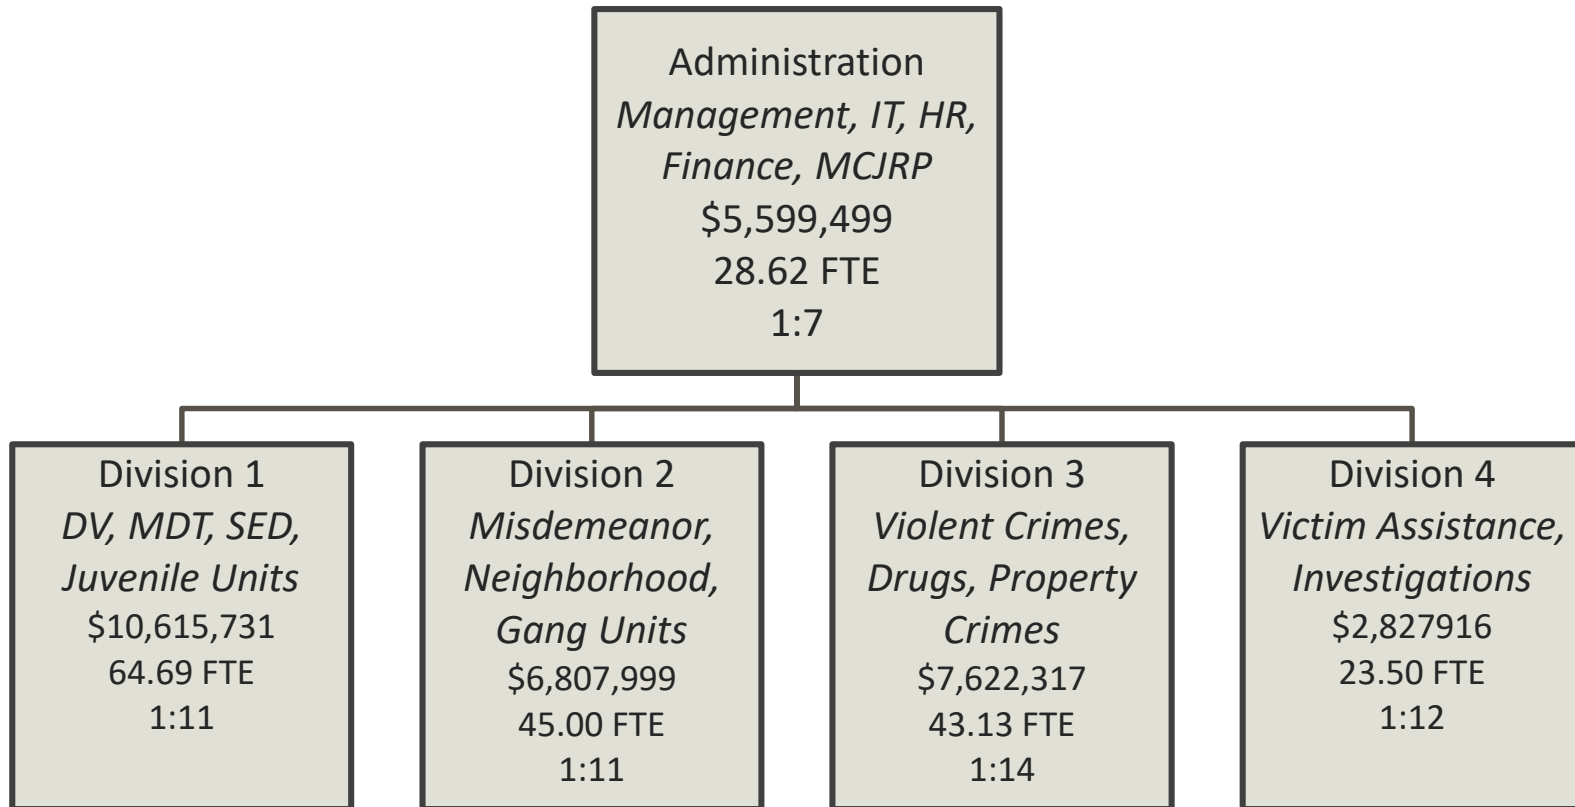 Administration
Management, IT, HR,
Finance, MCJRP
$5,599,499
28.62 FTE
1:7
Division 1
DV, MDT, SED,
Juvenile Units
$10,615,731
64.69 FTE
1:11
Division 2
Misdemeanor,
Neighborhood,
Gang Units
$6,807,999
45.00 FTE
1:11
Division 3
Violent Crimes,
Drugs, Property
Crimes
$7,622,317
43.13 FTE
1:14
Division 4
Victim Assistance,
Investigations
$2,827916
23.50 FTE
1:12